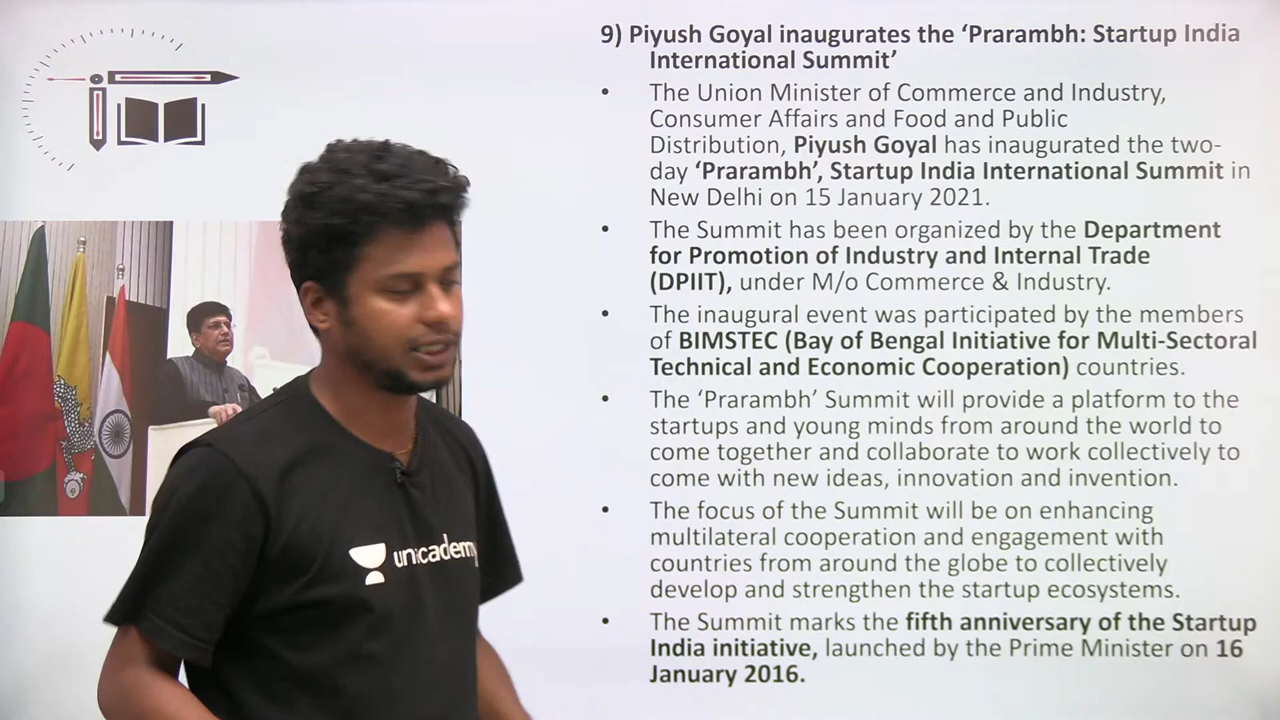 9) Piyush Goyal inaugurates the ‘Prarambh: Startup India
International Summit’
• The Union Minister of Commerce and Industry,
Consumer Affairs and Food and Public
Distribution, Piyush Goyal has inaugurated the two-
day ‘Prarambh’, Startup India International Summit in
New Delhi on 15 January 2021.
• The Summit has been organized by the Department
for Promotion of Industry and Internal Trade
(DPIIT), under M/o Commerce & Industry.
• The inaugural event was participated by the members
of BIMSTEC (Bay of Bengal Initiative for Multi-Sectoral
Technical and Economic Cooperation) countries.
• The ‘Prarambh’ Summit will provide a platform to the
startups and young minds from around the world to
come together and collaborate to work collectively to
come with new ideas, innovation and invention.
• The focus of the Summit will be on enhancing
multilateral cooperation and engagement with
countries from around the globe to collectively
develop and strengthen the startup ecosystems.
• The Summit marks the fifth anniversary of the Startup
India initiative, launched by the Prime Minister on 16
January 2016.
unacademy